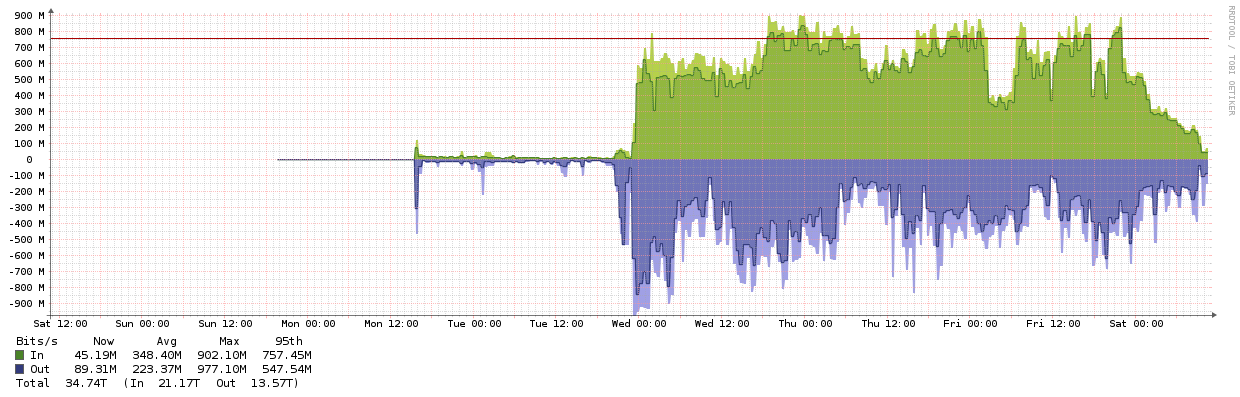 900 M
800 M
700 M
600 M
500 M
400 M
300 M
200 M
100 M
0
-100 M
-200 M
-300 M
-400 M
-500 M
-600 M
-700 M
-800 M
-900 M
RRDTOOL / TOBI OETIKER
Sat 12:00 Sun 00:00 Sun 12:00 Mon 00:00 Mon 12:00 Tue 00:00 Tue 12:00 Wed 00:00 Wed 12:00 Thu 00:00 Thu 12:00 Fri 00:00 Fri 12:00 Sat 00:00
Bits/s Now Avg Max 95th
In 45.19M 348.40M 902.10M 757.45M
Out 89.31M 223.37M 977.10M 547.54M
Total 34.74T (In 21.17T Out 13.57T)